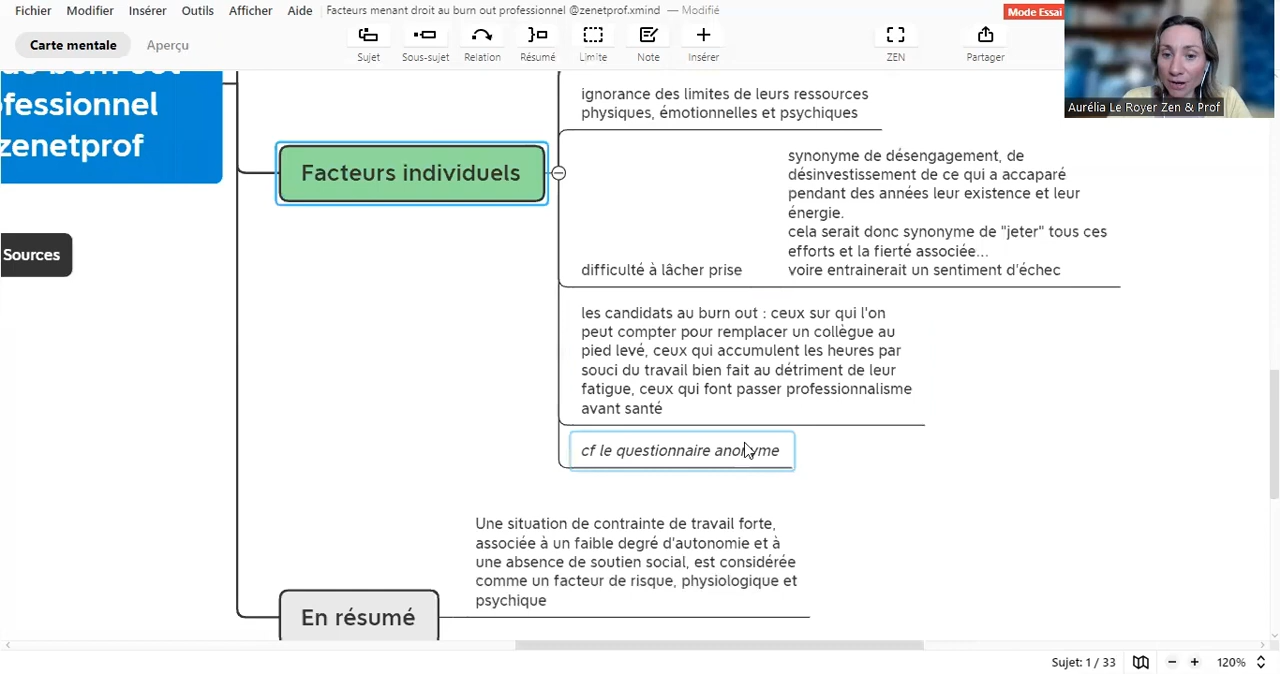 Fichier Modifier Insérer Outils Afficher Aide Facteurs menant droit au burn out professionnel @zenetprof.xmind — Modifié
Mode Essai
Carte mentale Aperçu
Sujet Sous-sujet Relation Résumé Limite Note Insérer ZEN Partager
Aurélia Le Royer Zen & Prof
burn out
ofessionnel
zenetprof
Sources
Facteurs individuels
ignorance des limites de leurs ressources
physiques, émotionnelles et psychiques
difficulté à lâcher prise
synonyme de désengagement, de
désinvestissement de ce qui a accaparé
pendant des années leur existence et leur
énergie.
cela serait donc synonyme de "jeter" tous ces
efforts et la fierté associée...
voire entrainerait un sentiment d'échec
les candidats au burn out : ceux sur qui l'on
peut compter pour remplacer un collègue au
pied levé, ceux qui accumulent les heures par
souci du travail bien fait au détriment de leur
fatigue, ceux qui font passer professionnalisme
avant santé
cf le questionnaire anonyme
En résumé
Une situation de contrainte de travail forte,
associée à un faible degré d'autonomie et à
une absence de soutien social, est considérée
comme un facteur de risque, physiologique et
psychique
Sujet: 1 / 33 120%